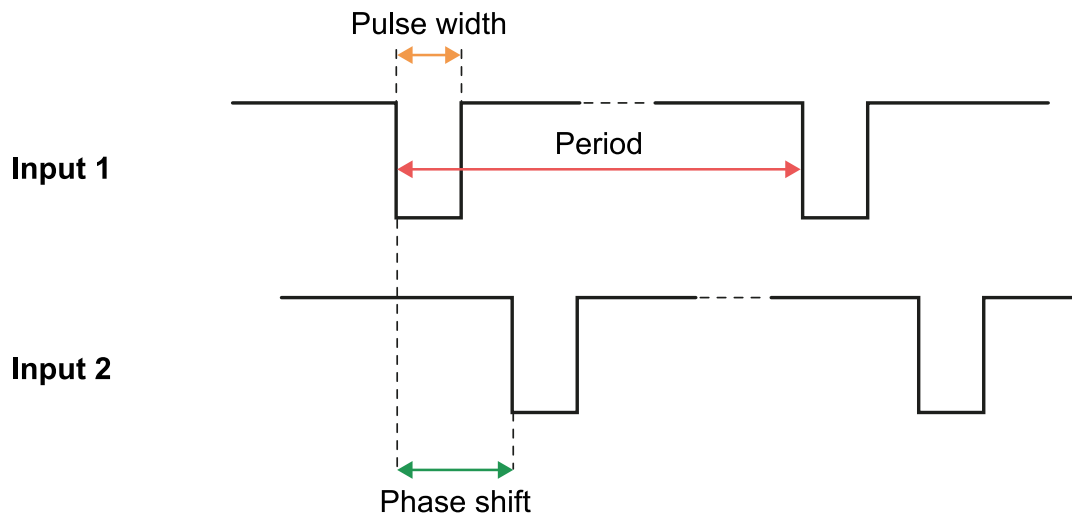 Pulse width
Period
Input 1
Input 2
Phase shift